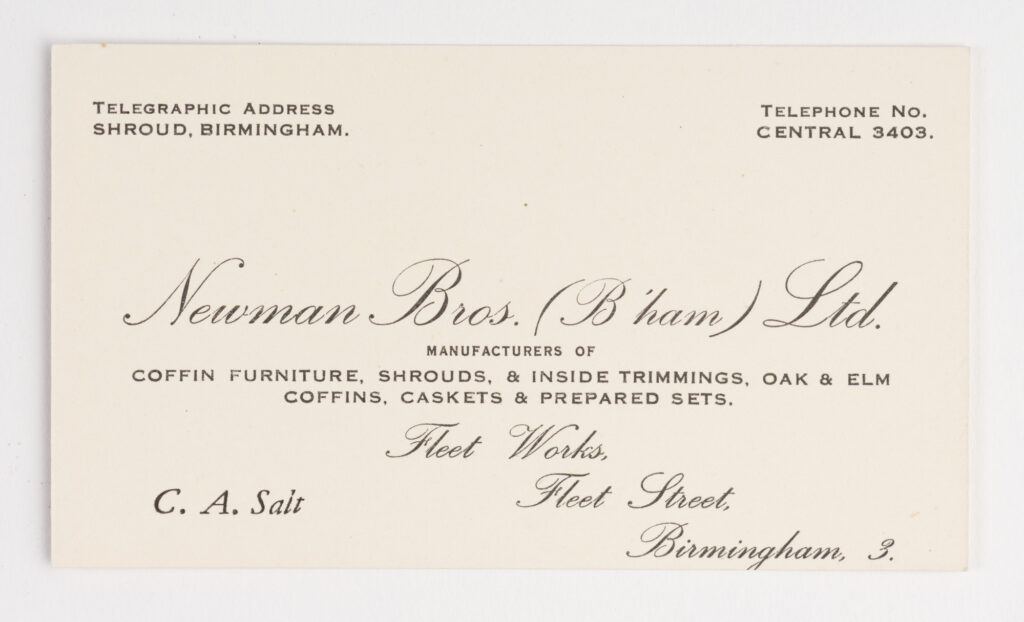 TELEGRAPHIC ADDRESS
SHROUD, BIRMINGHAM.
TELEPHONE NO.
CENTRAL 3403.
Newman Bros. (B'ham) Ltd.
MANUFACTURERS OF
COFFIN FURNITURE, SHROUDS, & INSIDE TRIMMINGS, OAK & ELM
COFFINS, CASKETS & PREPARED SETS.
Fleet Works,
Fleet Street,
C. A. Salt
Birmingham, 3.